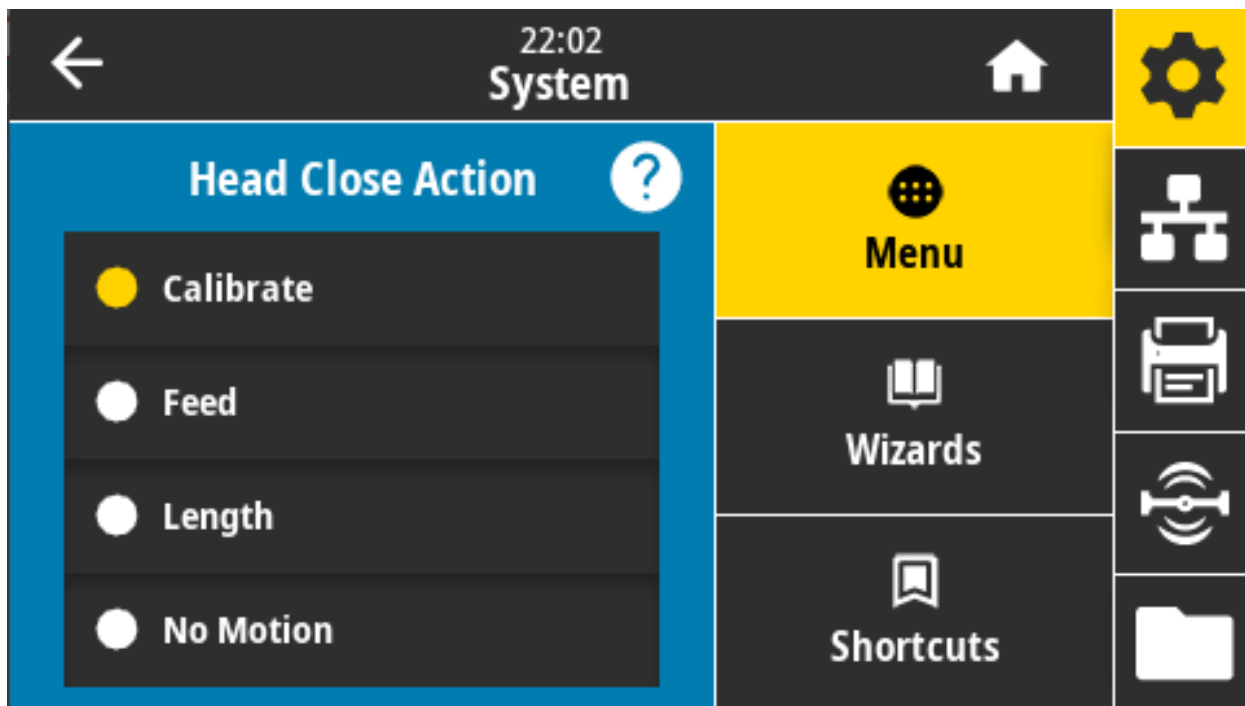 22:02
System
Head Close Action
?
Calibrate
Feed
Length
No Motion
Menu
Wizards
Shortcuts